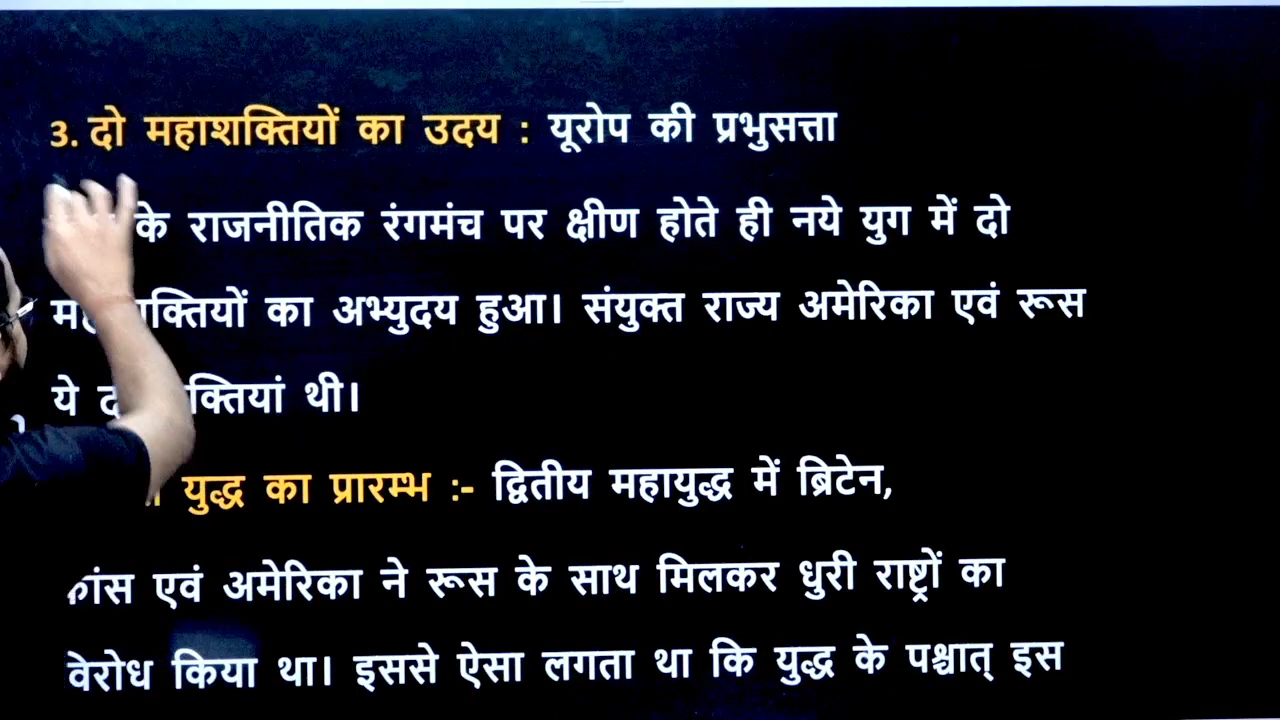 3. दो महाशक्तियों का उदय : यूरोप की प्रभुसत्ता
के राजनीतिक रंगमंच पर क्षीण होते ही नये युग में दो
का अभ्युदय हुआ। संयुक्त राज्य अमेरिका एवं रूस
ये थी।
युद्ध का प्रारम्भ :- द्वितीय महायुद्ध में ब्रिटेन,
एवं अमेरिका ने रूस के साथ मिलकर धुरी राष्ट्रों का
किया था। इससे ऐसा लगता था कि युद्ध के पश्चात् इस